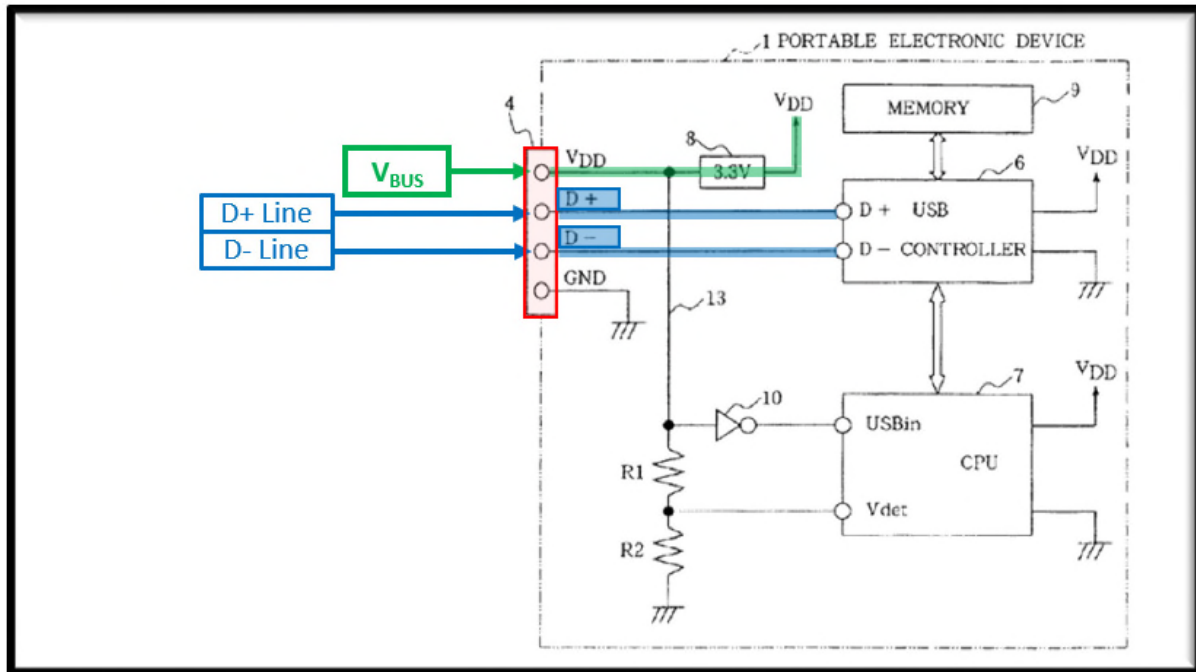 1 PORTABLE ELECTRONIC DEVICE
4
VDD
8
VDD
MEMORY
9
VBUS
3.3V
6
VDD
D+ Line
D +
D + USB
D- Line
D −
D − CONTROLLER
GND
13
7
VDD
10
USBin
CPU
R1
Vdet
R2